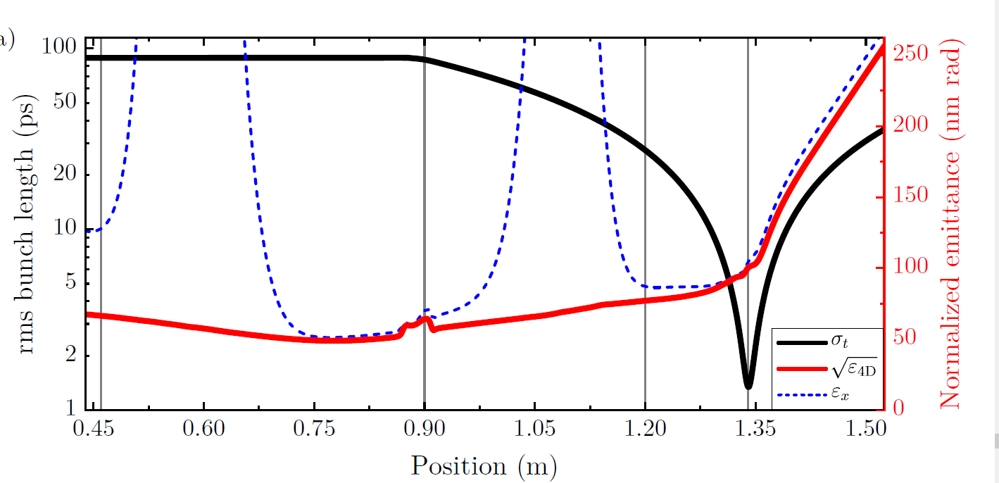 a)
rms bunch length (ps)
100
50
20
10
5
2
1
0.45 0.60 0.75 0.90 1.05 1.20 1.35 1.50
Position (m)
250
200
150
100
50
0
Normalized emittance (nm rad)
σₜ
√ε₄D
εₓ